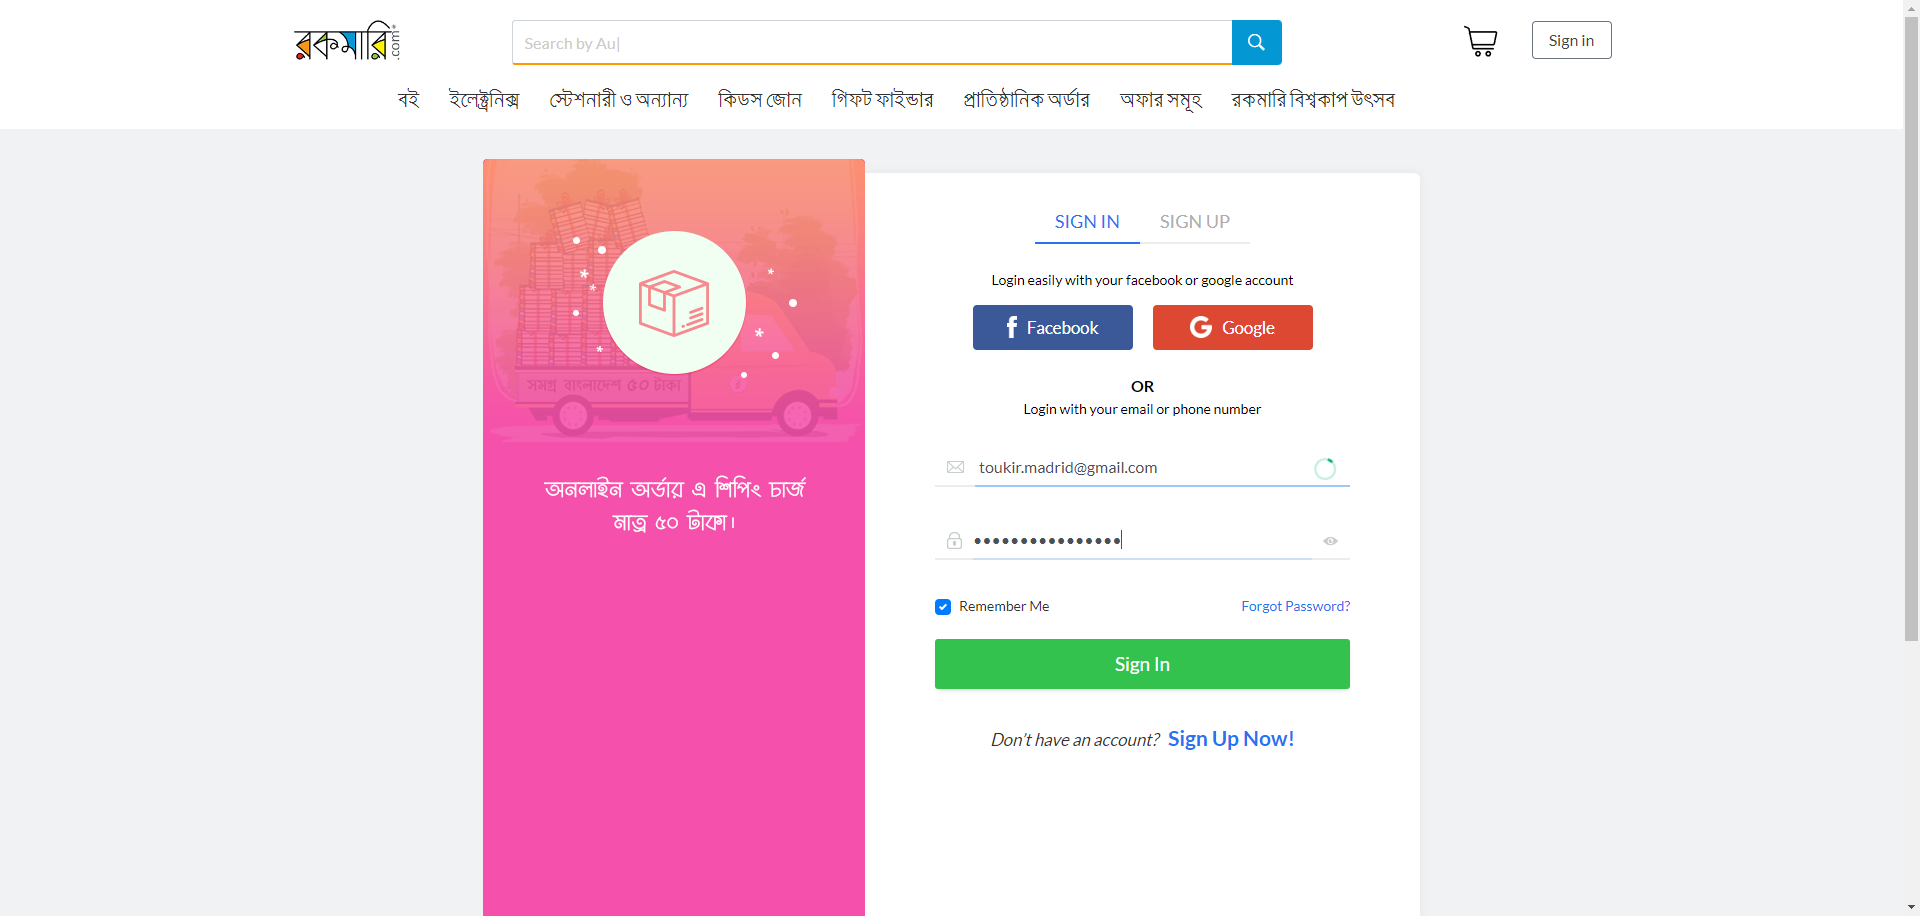 রকমারি.com
Search by Au|
Sign in
বই ইলেক্ট্রনিক্স স্টেশনারী ও অন্যান্য কিডস জোন গিফট ফাইন্ডার প্রাতিষ্ঠানিক অর্ডার অফার সমূহ রকমারি বিশ্বকাপ উৎসব
সমগ্র বাংলাদেশ ৫০ টাকা
অনলাইন অর্ডার এ শিপিং চার্জ
মাত্র ৫০ টাকা।
SIGN IN SIGN UP
Login easily with your facebook or google account
Facebook Google
OR
Login with your email or phone number
toukir.madrid@gmail.com
Remember Me Forgot Password?
Sign In
Don't have an account? Sign Up Now!